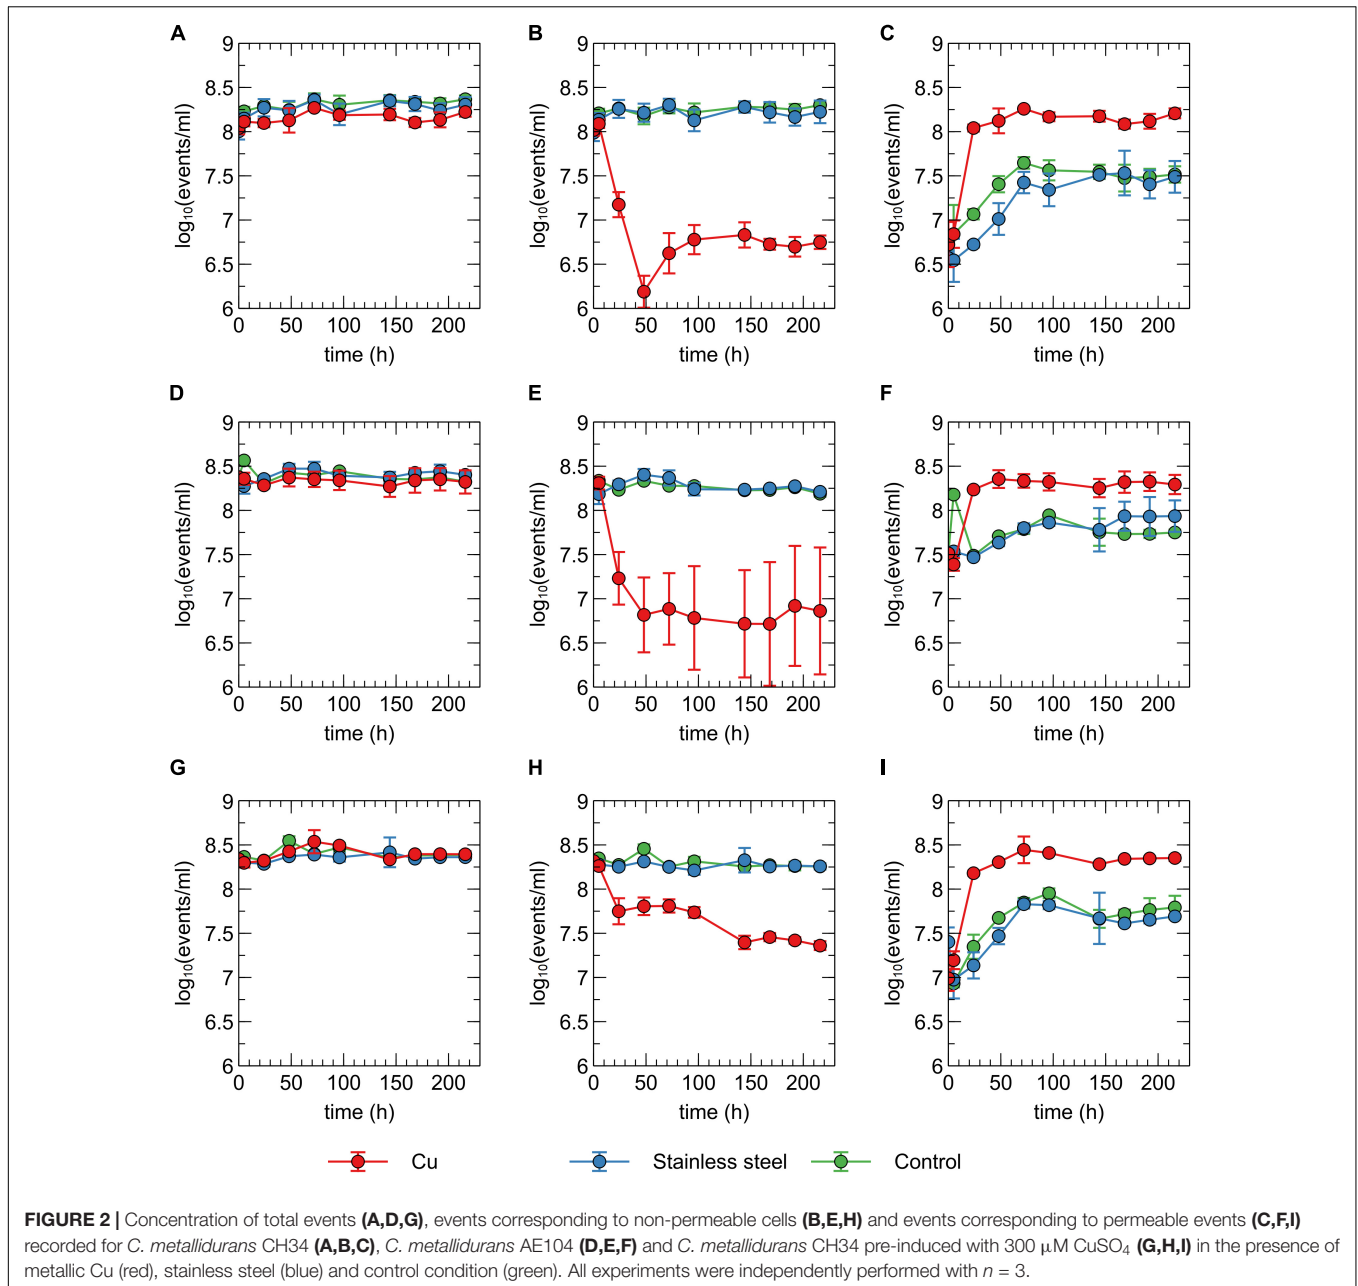 A
B
C
9
8.5
8
7.5
7
6.5
6
log10(events/ml)
0 50 100 150 200
time (h)
9
8.5
8
7.5
7
6.5
6
log10(events/ml)
0 50 100 150 200
time (h)
9
8.5
8
7.5
7
6.5
6
log10(events/ml)
0 50 100 150 200
time (h)
D
E
F
9
8.5
8
7.5
7
6.5
6
log10(events/ml)
0 50 100 150 200
time (h)
9
8.5
8
7.5
7
6.5
6
log10(events/ml)
0 50 100 150 200
time (h)
9
8.5
8
7.5
7
6.5
6
log10(events/ml)
0 50 100 150 200
time (h)
G
H
I
9
8.5
8
7.5
7
6.5
6
log10(events/ml)
0 50 100 150 200
time (h)
9
8.5
8
7.5
7
6.5
6
log10(events/ml)
0 50 100 150 200
time (h)
9
8.5
8
7.5
7
6.5
6
log10(events/ml)
0 50 100 150 200
time (h)
Cu Stainless steel Control
FIGURE 2 | Concentration of total events (A,D,G), events corresponding to non-permeable cells (B,E,H) and events corresponding to permeable events (C,F,I)
recorded for C. metallidurans CH34 (A,B,C), C. metallidurans AE104 (D,E,F) and C. metallidurans CH34 pre-induced with 300 μM CuSO4 (G,H,I) in the presence of
metallic Cu (red), stainless steel (blue) and control condition (green). All experiments were independently performed with n = 3.